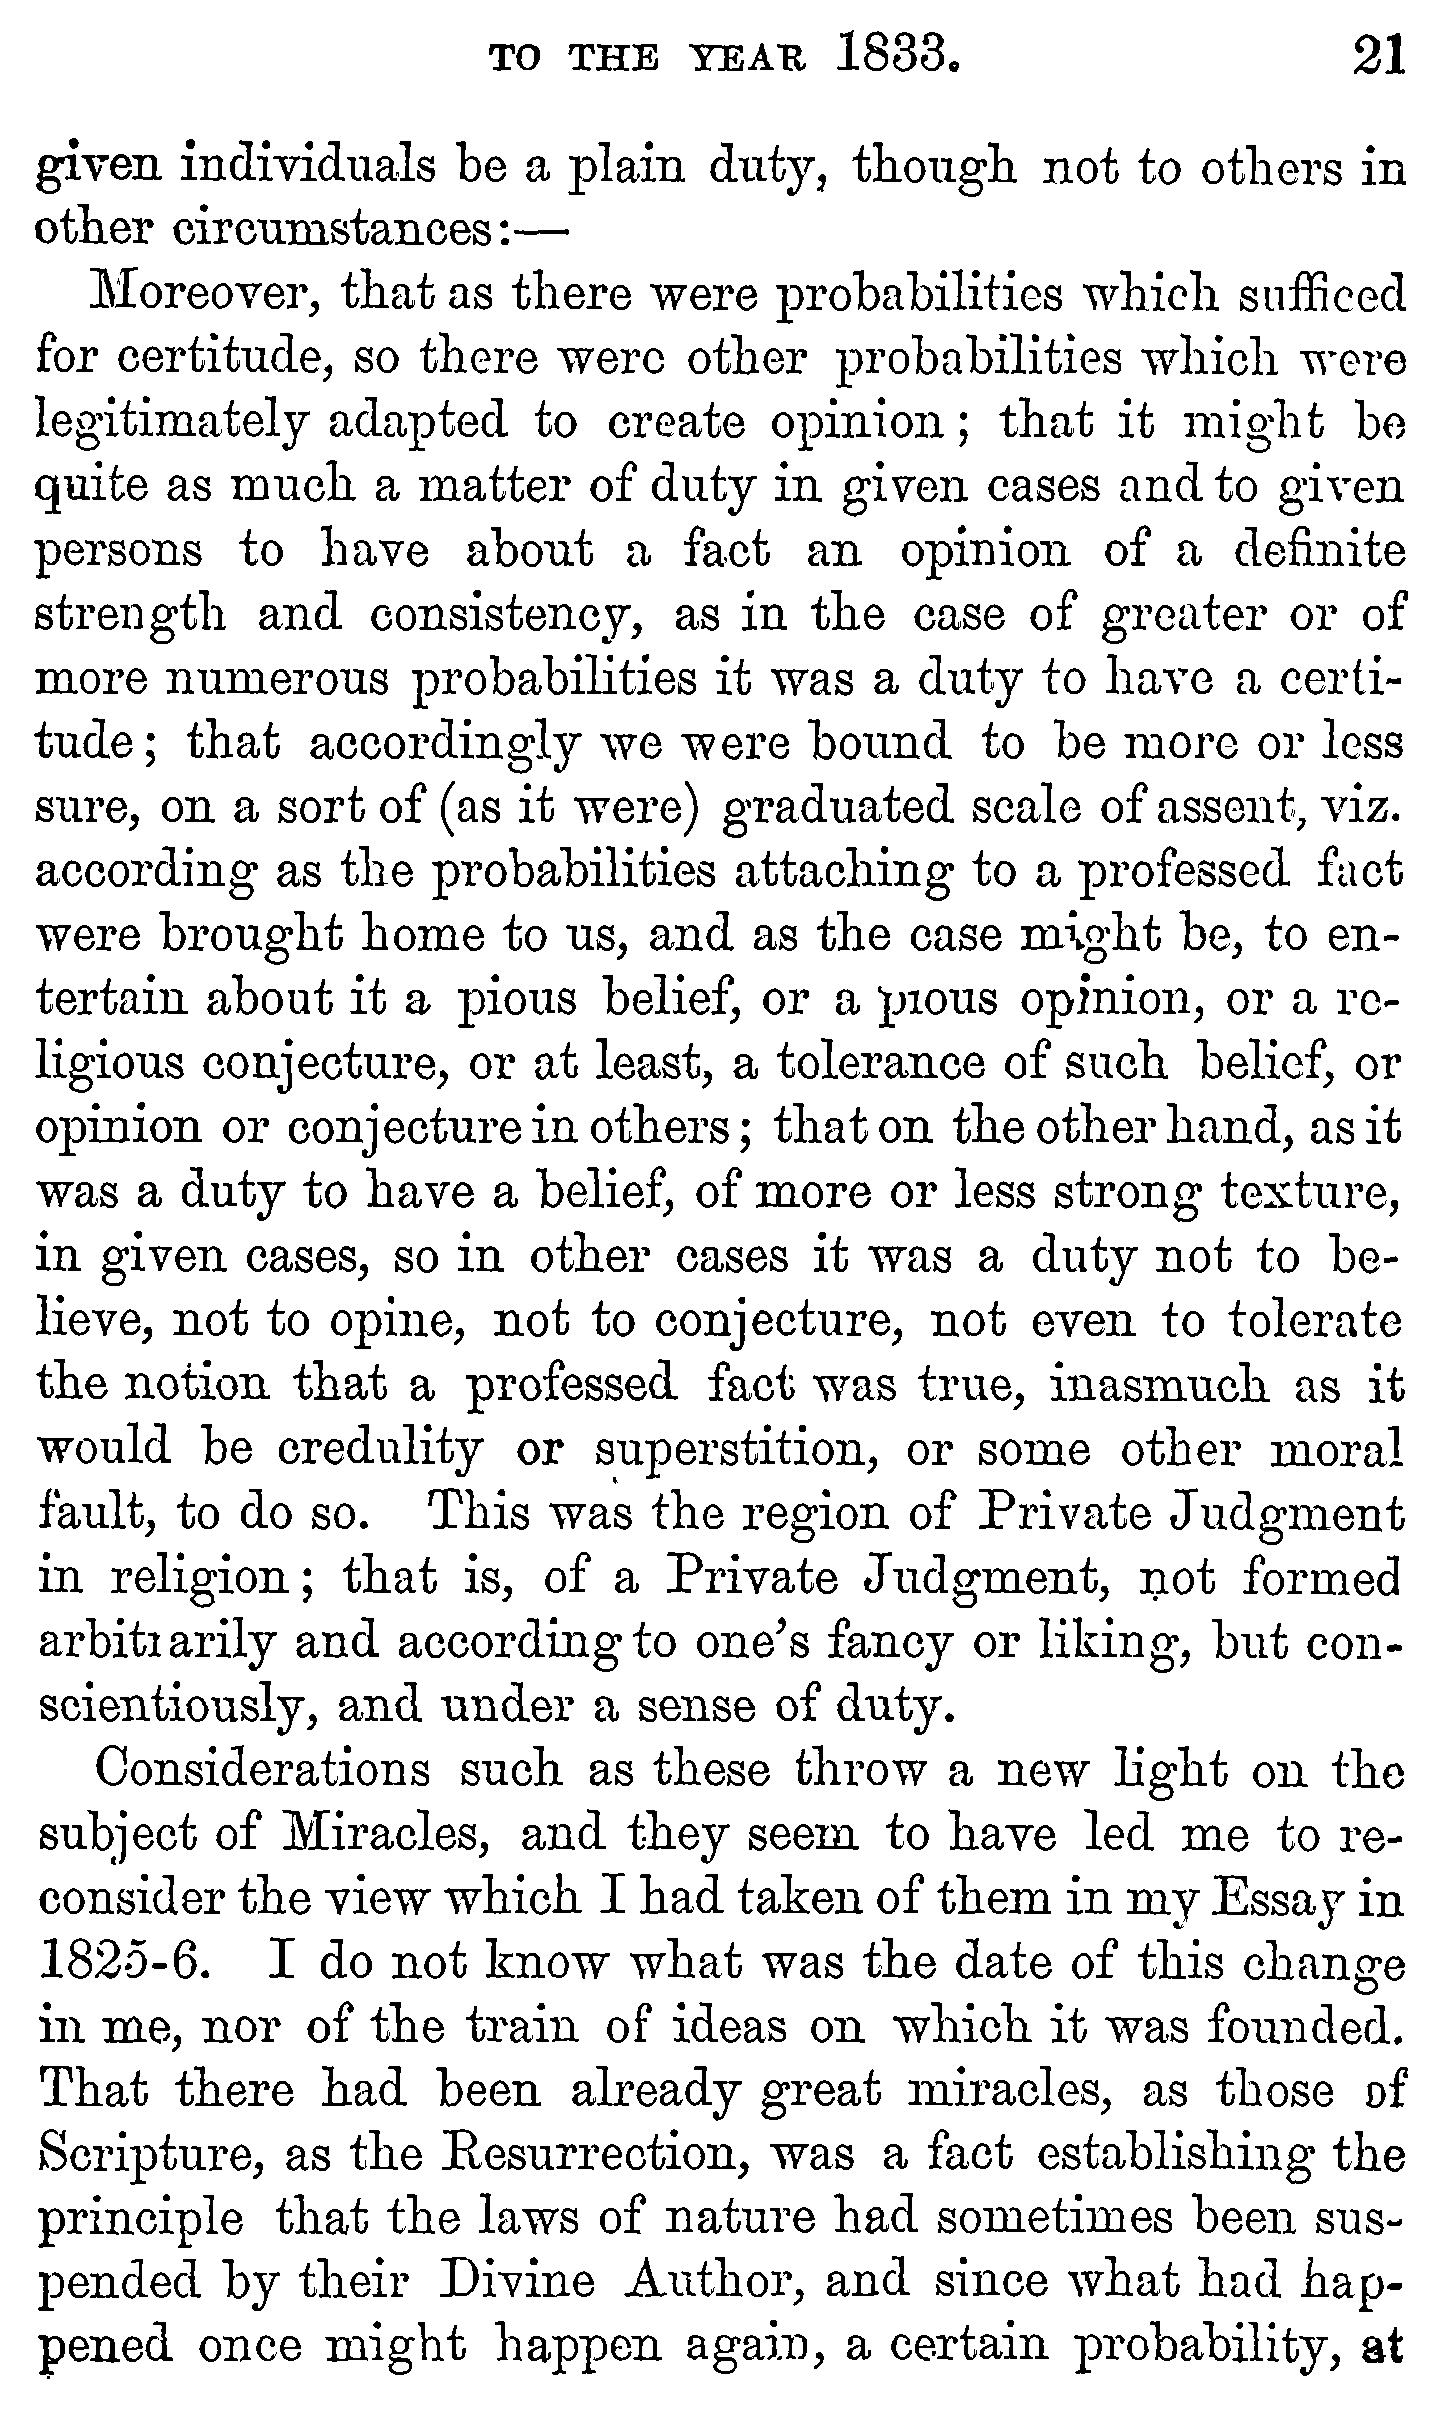 TO THE YEAR 1833. 21
given individuals be a plain duty, though not to others in
other circumstances:—
Moreover, that as there were probabilities which sufficed
for certitude, so there were other probabilities which were
legitimately adapted to create opinion; that it might be
quite as much a matter of duty in given cases and to given
persons to have about a fact an opinion of a definite
strength and consistency, as in the case of greater or of
more numerous probabilities it was a duty to have a certi-
tude; that accordingly we were bound to be more or less
sure, on a sort of (as it were) graduated scale of assent, viz.
according as the probabilities attaching to a professed fact
were brought home to us, and as the case might be, to en-
tertain about it a pious belief, or a pious opinion, or a re-
ligious conjecture, or at least, a tolerance of such belief, or
opinion or conjecture in others; that on the other hand, as it
was a duty to have a belief, of more or less strong texture,
in given cases, so in other cases it was a duty not to be-
lieve, not to opine, not to conjecture, not even to tolerate
the notion that a professed fact was true, inasmuch as it
would be credulity or superstition, or some other moral
fault, to do so. This was the region of Private Judgment
in religion; that is, of a Private Judgment, not formed
arbitrarily and according to one's fancy or liking, but con-
scientiously, and under a sense of duty.
Considerations such as these throw a new light on the
subject of Miracles, and they seem to have led me to re-
consider the view which I had taken of them in my Essay in
1825-6. I do not know what was the date of this change
in me, nor of the train of ideas on which it was founded.
That there had been already great miracles, as those of
Scripture, as the Resurrection, was a fact establishing the
principle that the laws of nature had sometimes been sus-
pended by their Divine Author, and since what had hap-
pened once might happen again, a certain probability, at